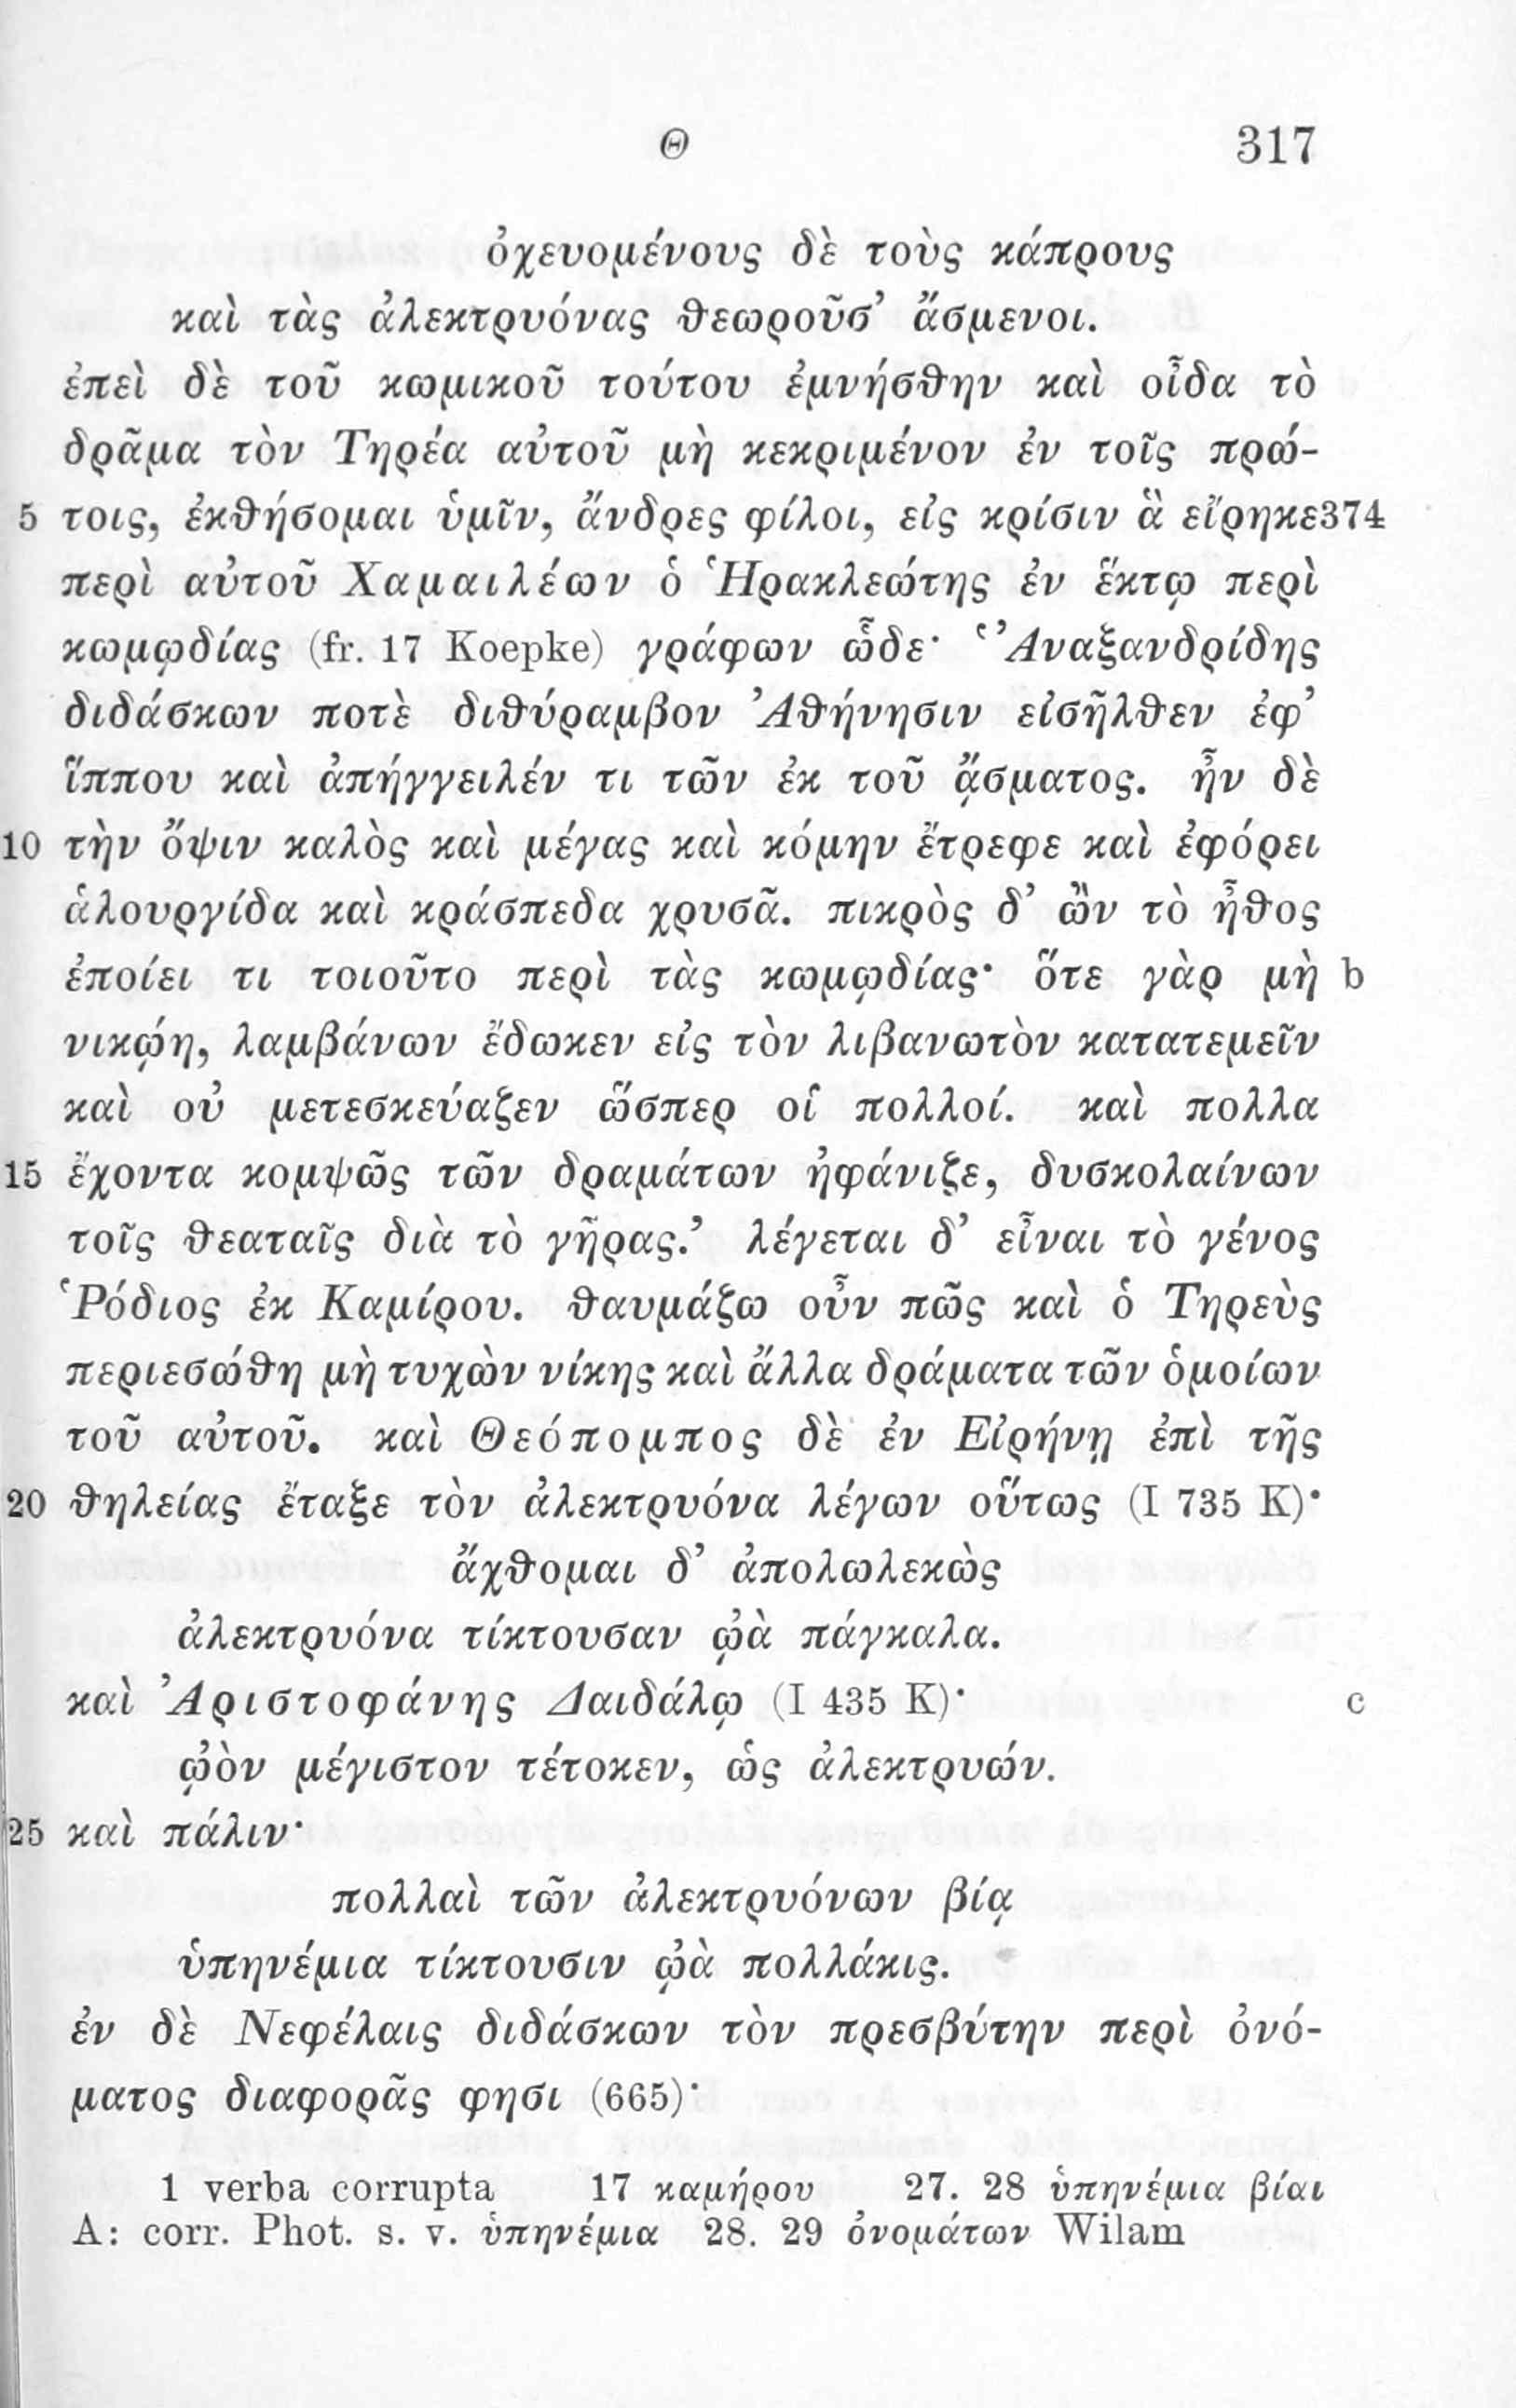 Θ 317
ὀχευομένους δὲ τοὺς κάπρους
καὶ τὰς ἀλεκτρυόνας θεωροῦσ’ ἄσμενοι.
ἐπεὶ δὲ τοῦ κωμικοῦ τούτου ἐμνήσθην καὶ οἶδα τὸ
δρᾶμα τὸν Τηρέα αὐτοῦ μὴ κεκριμένον ἐν τοῖς πρώ-
5 τοις, ἐκθήσομαι ὑμῖν, ἄνδρες φίλοι, εἰς κρίσιν ἃ εἴρηκε 374
περὶ αὐτοῦ Χαμαιλέων ὁ Ἡρακλεώτης ἐν ἕκτῳ περὶ
κωμῳδίας (fr. 17 Koepke) γράφων ὧδε· ‘Ἀναξανδρίδης
διδάσκων ποτὲ διθύραμβον Ἀθήνησιν εἰσῆλθεν ἐφ’
ἵππου καὶ ἀπήγγειλέν τι τῶν ἐκ τοῦ ᾄσματος. ἦν δὲ
10 τὴν ὄψιν καλὸς καὶ μέγας καὶ κόμην ἔτρεφε καὶ ἐφόρει
ἁλουργίδα καὶ κράσπεδα χρυσᾶ. πικρὸς δ’ ὢν τὸ ἦθος
ἐποίει τι τοιοῦτο περὶ τὰς κωμῳδίας· ὅτε γὰρ μὴ b
νικῴη, λαμβάνων ἔδωκεν εἰς τὸν λιβανωτὸν κατατεμεῖν
καὶ οὐ μετεσκεύαζεν ὥσπερ οἱ πολλοί. καὶ πολλα
15 ἔχοντα κομψῶς τῶν δραμάτων ἠφάνιζε, δυσκολαίνων
τοῖς θεαταῖς διὰ τὸ γῆρας.’ λέγεται δ’ εἶναι τὸ γένος
Ῥόδιος ἐκ Καμίρου. θαυμάζω οὖν πῶς καὶ ὁ Τηρεὺς
περιεσώθη μὴ τυχὼν νίκης καὶ ἄλλα δράματα τῶν ὁμοίων
τοῦ αὐτοῦ. καὶ Θεόπομπος δὲ ἐν Εἰρήνῃ ἐπὶ τῆς
20 θηλείας ἔταξε τὸν ἀλεκτρυόνα λέγων οὕτως (I 735 K)·
ἄχθομαι δ’ ἀπολωλεκὼς
ἀλεκτρυόνα τίκτουσαν ᾠὰ πάγκαλα.
καὶ Ἀριστοφάνης Δαιδάλῳ (I 435 K)· c
ᾠὸν μέγιστον τέτοκεν, ὡς ἀλεκτρυών.
25 καὶ πάλιν·
πολλαὶ τῶν ἀλεκτρυόνων βίᾳ
ὑπηνέμια τίκτουσιν ᾠὰ πολλάκις.
ἐν δὲ Νεφέλαις διδάσκων τὸν πρεσβύτην περὶ ὀνό-
ματος διαφορᾶς φησι (665)·
1 verba corrupta 17 καμήρου 27. 28 ὑπηνέμια βίαι
A: corr. Phot. s. v. ὑπηνέμια 28. 29 ὀνομάτων Wilam